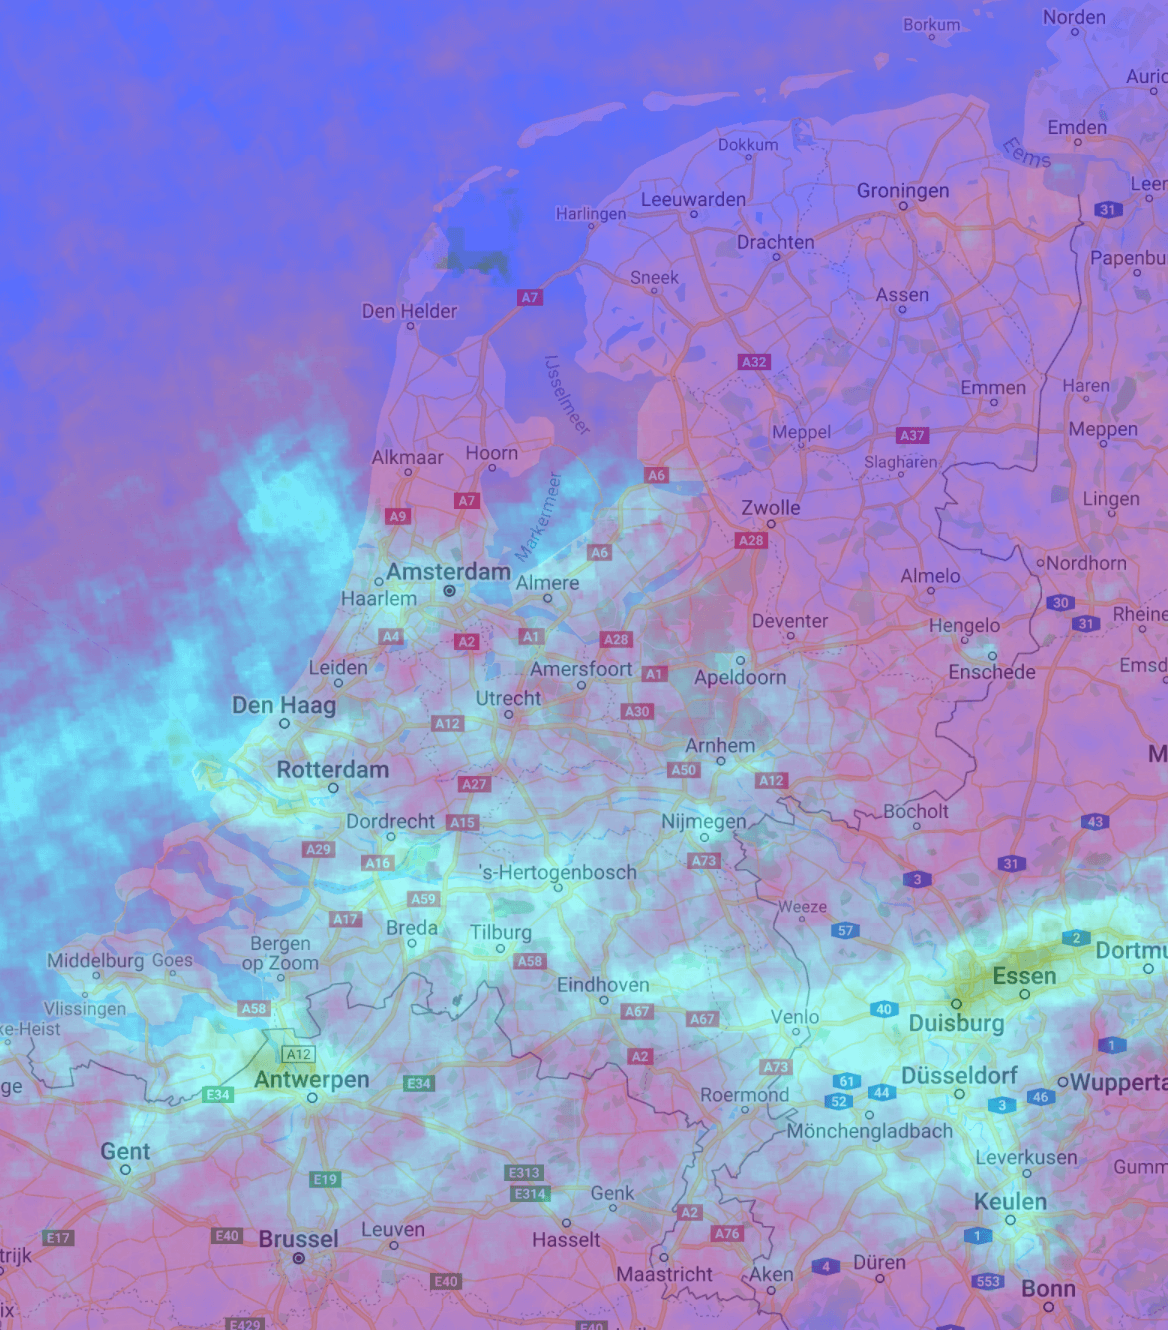 Borkum
Norden
Auric
Emden
Eems
Dokkum
Leer
Groningen
Leeuwarden
31
Harlingen
Drachten
Papenbu
Sneek
A7
Assen
Den Helder
IJsselmeer
A32
Emmen
Haren
Meppel
A37
Meppen
Alkmaar
Hoorn
Slagharen
A6
Lingen
A7
A9
Markermeer
Zwolle
A28
A6
Amsterdam
Nordhorn
Almere
Almelo
Haarlem
30
Rheine
31
Deventer
Hengelo
A4
A2
A1
A28
Leiden
Amersfoort
A1
Apeldoorn
Enschede
Emsd
Utrecht
Den Haag
A12
A30
Arnhem
M
Rotterdam
A27
A50
A12
Bocholt
Dordrecht
A15
Nijmegen
43
A29
A16
A73
31
's-Hertogenbosch
3
A59
A17
Weeze
Breda
Tilburg
57
2
Bergen
op Zoom
Dortmu
Middelburg
Goes
A58
Essen
Eindhoven
Vlissingen
A58
A67
A67
Venlo
40
Duisburg
ke-Heist
A12
A2
1
ge
Antwerpen
E34
A73
61
Düsseldorf
Wupperta
E34
Roermond
52
44
3
46
Mönchengladbach
Gent
Leverkusen
Gumm
E19
E313
E314
Genk
Keulen
A2
E17
E40
Brussel
Leuven
Hasselt
A76
1
trijk
Maastricht
Aken
4
Düren
553
E40
Bonn
ix
E429
E40